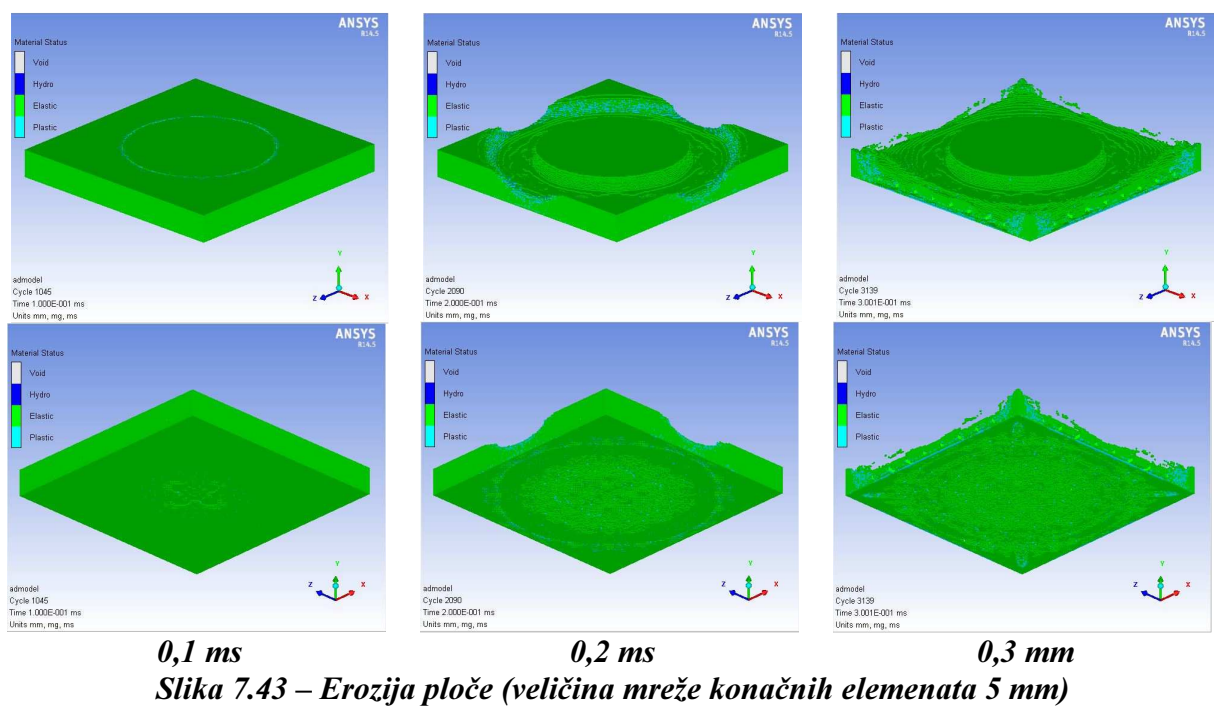 ANSYS
R14.5
Material Status
Void
Hydro
Elastic
Plastic
admodel
Cycle 1045
Time 1.000E-001 ms
Units mm, mg, ms
Y
Z
X
ANSYS
R14.5
Material Status
Void
Hydro
Elastic
Plastic
admodel
Cycle 2090
Time 2.000E-001 ms
Units mm, mg, ms
Y
Z
X
ANSYS
R14.5
Material Status
Void
Hydro
Elastic
Plastic
admodel
Cycle 3139
Time 3.001E-001 ms
Units mm, mg, ms
Y
Z
X
ANSYS
R14.5
Material Status
Void
Hydro
Elastic
Plastic
admodel
Cycle 1045
Time 1.000E-001 ms
Units mm, mg, ms
Y
Z
X
ANSYS
R14.5
Material Status
Void
Hydro
Elastic
Plastic
admodel
Cycle 2090
Time 2.000E-001 ms
Units mm, mg, ms
Y
Z
X
ANSYS
R14.5
Material Status
Void
Hydro
Elastic
Plastic
admodel
Cycle 3139
Time 3.001E-001 ms
Units mm, mg, ms
Y
Z
X
0,1 ms
0,2 ms
0,3 mm
Slika 7.43 – Erozija ploče (veličina mreže konačnih elemenata 5 mm)